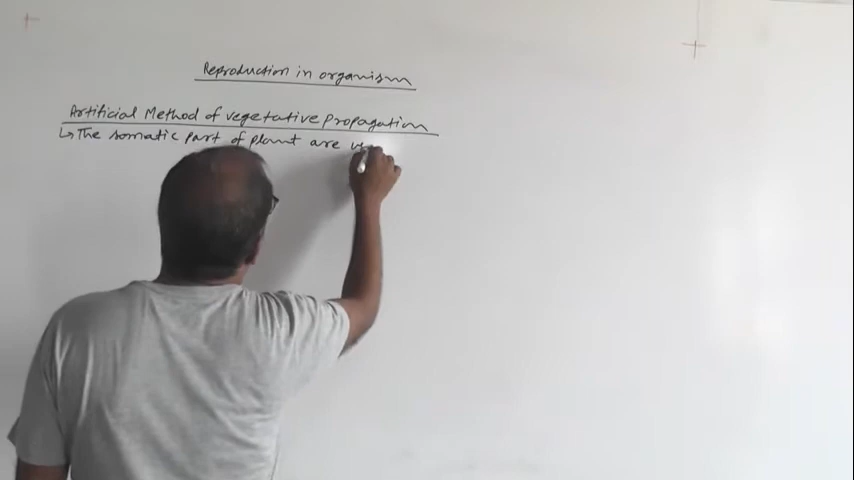 Reproduction in organism
Artificial Method of vegetative propagation
↳ The somatic part of plant are